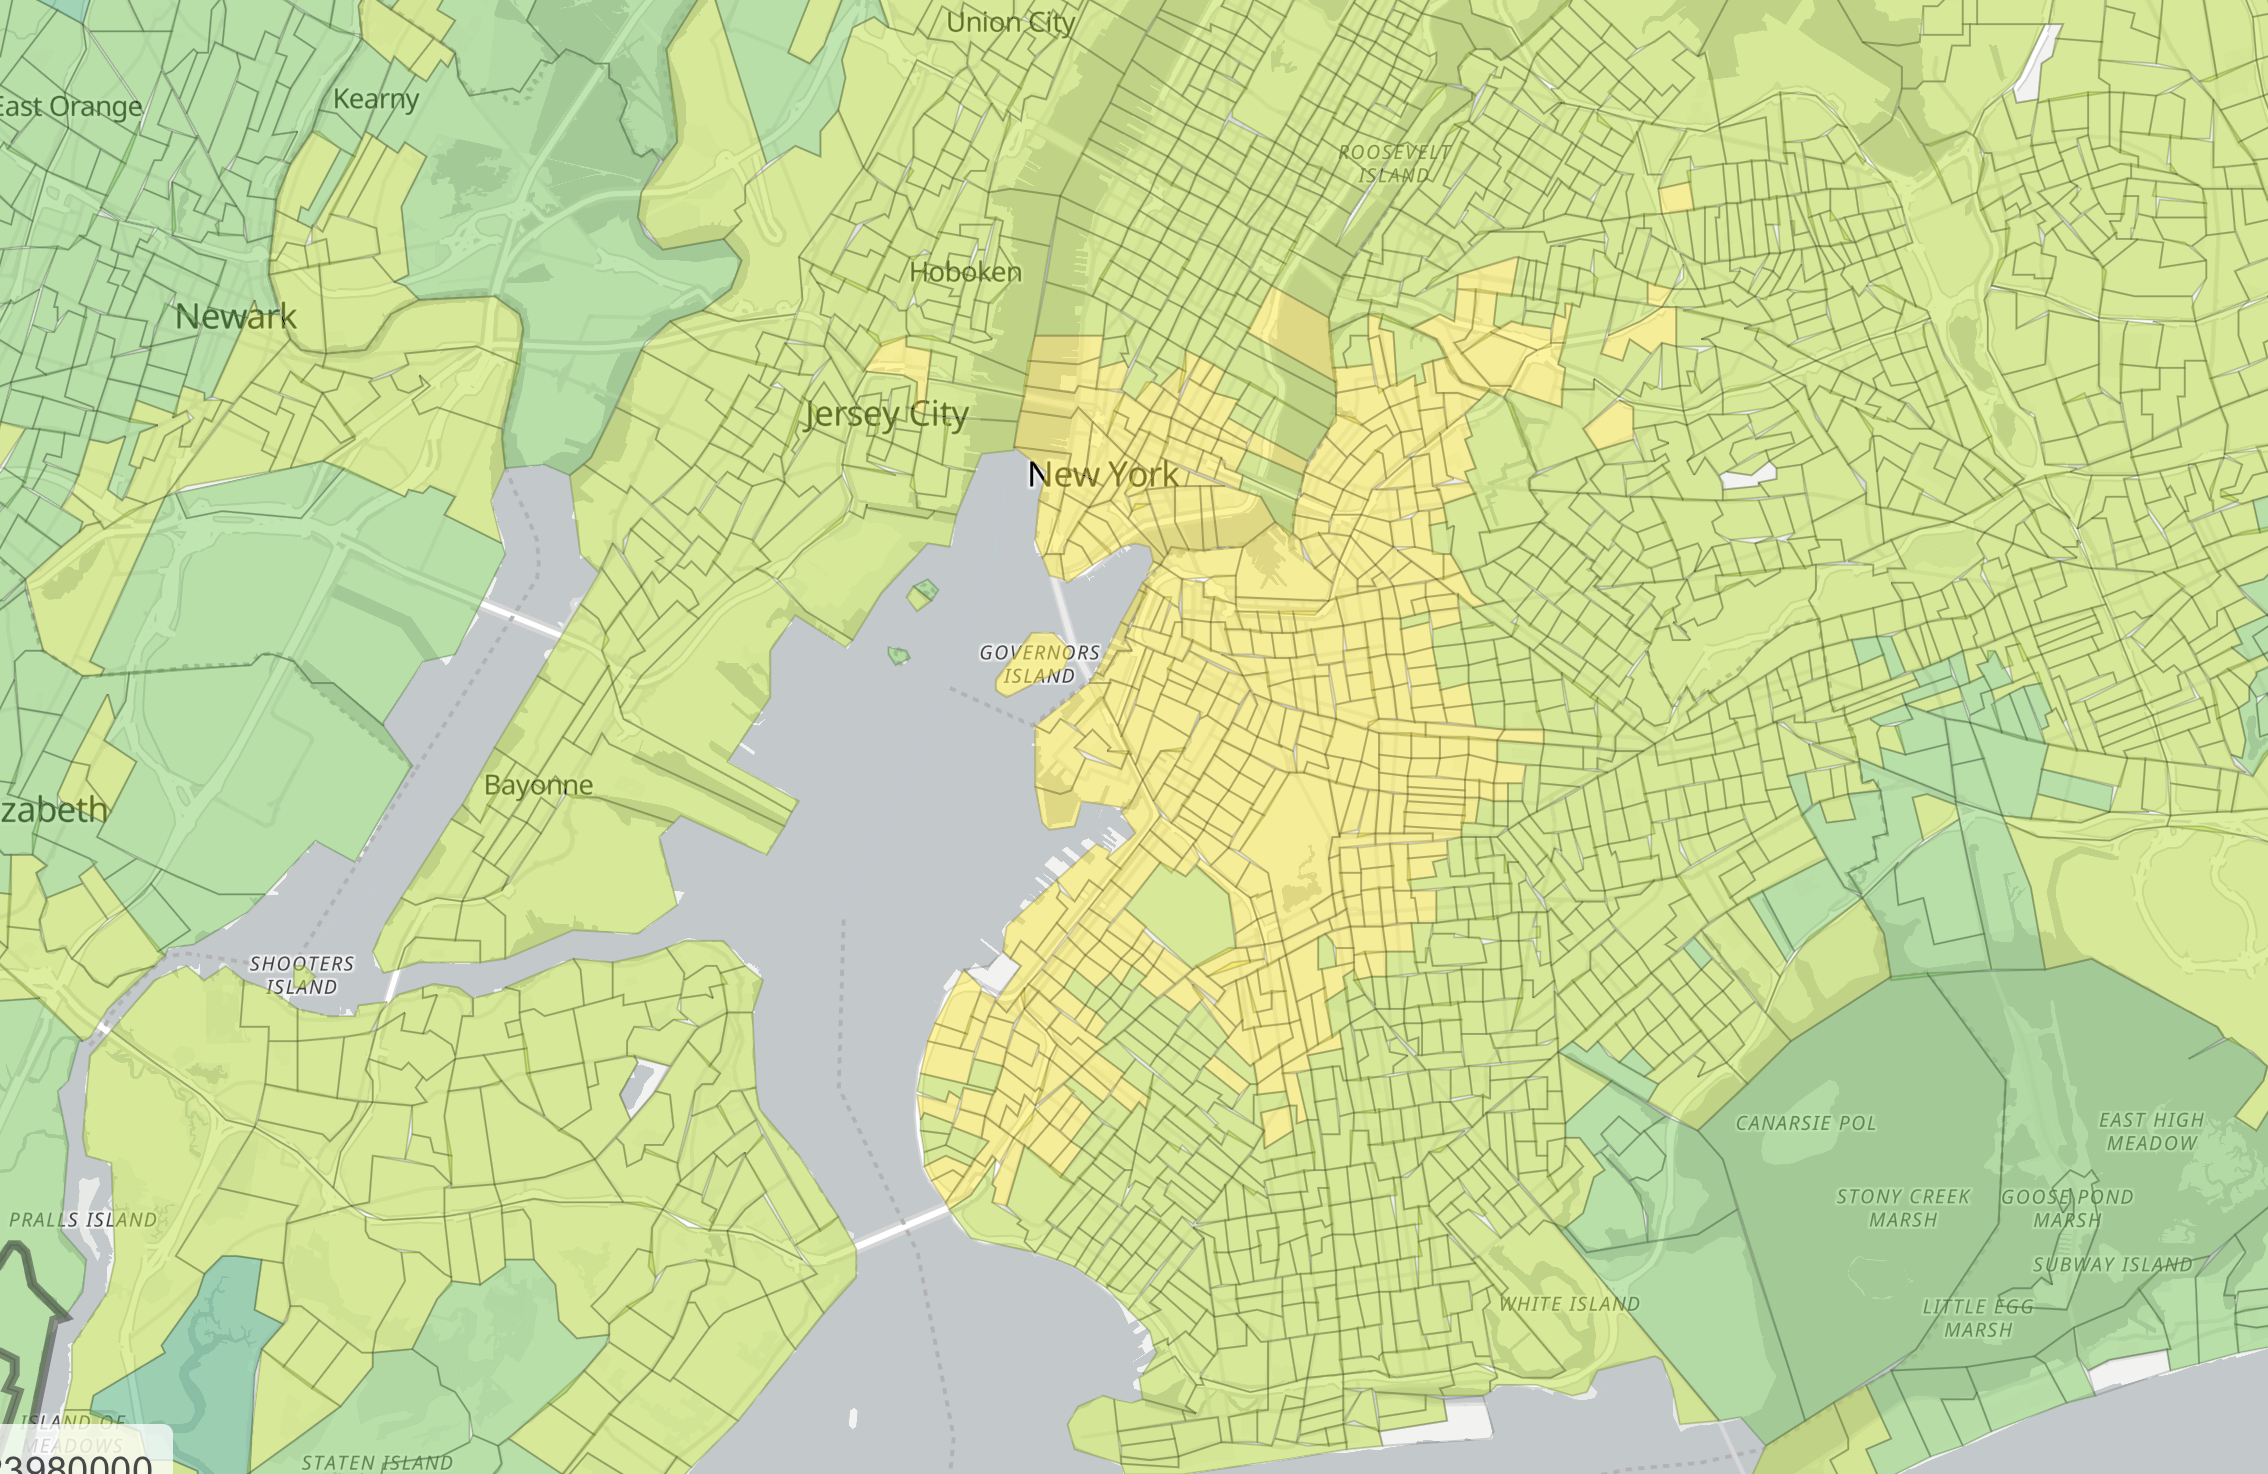 Union City
Kearny
East Orange
ROOSEVELT
ISLAND
Hoboken
Newark
Jersey City
New York
GOVERNORS
ISLAND
Bayonne
zabeth
SHOOTERS
ISLAND
CANARSIE POL
EAST HIGH
MEADOW
STONY CREEK
MARSH
GOOSE POND
MARSH
PRALLS ISLAND
SUBWAY ISLAND
WHITE ISLAND
LITTLE EGG
MARSH
ISLAND OF
MEADOWS
STATEN ISLAND
3980000